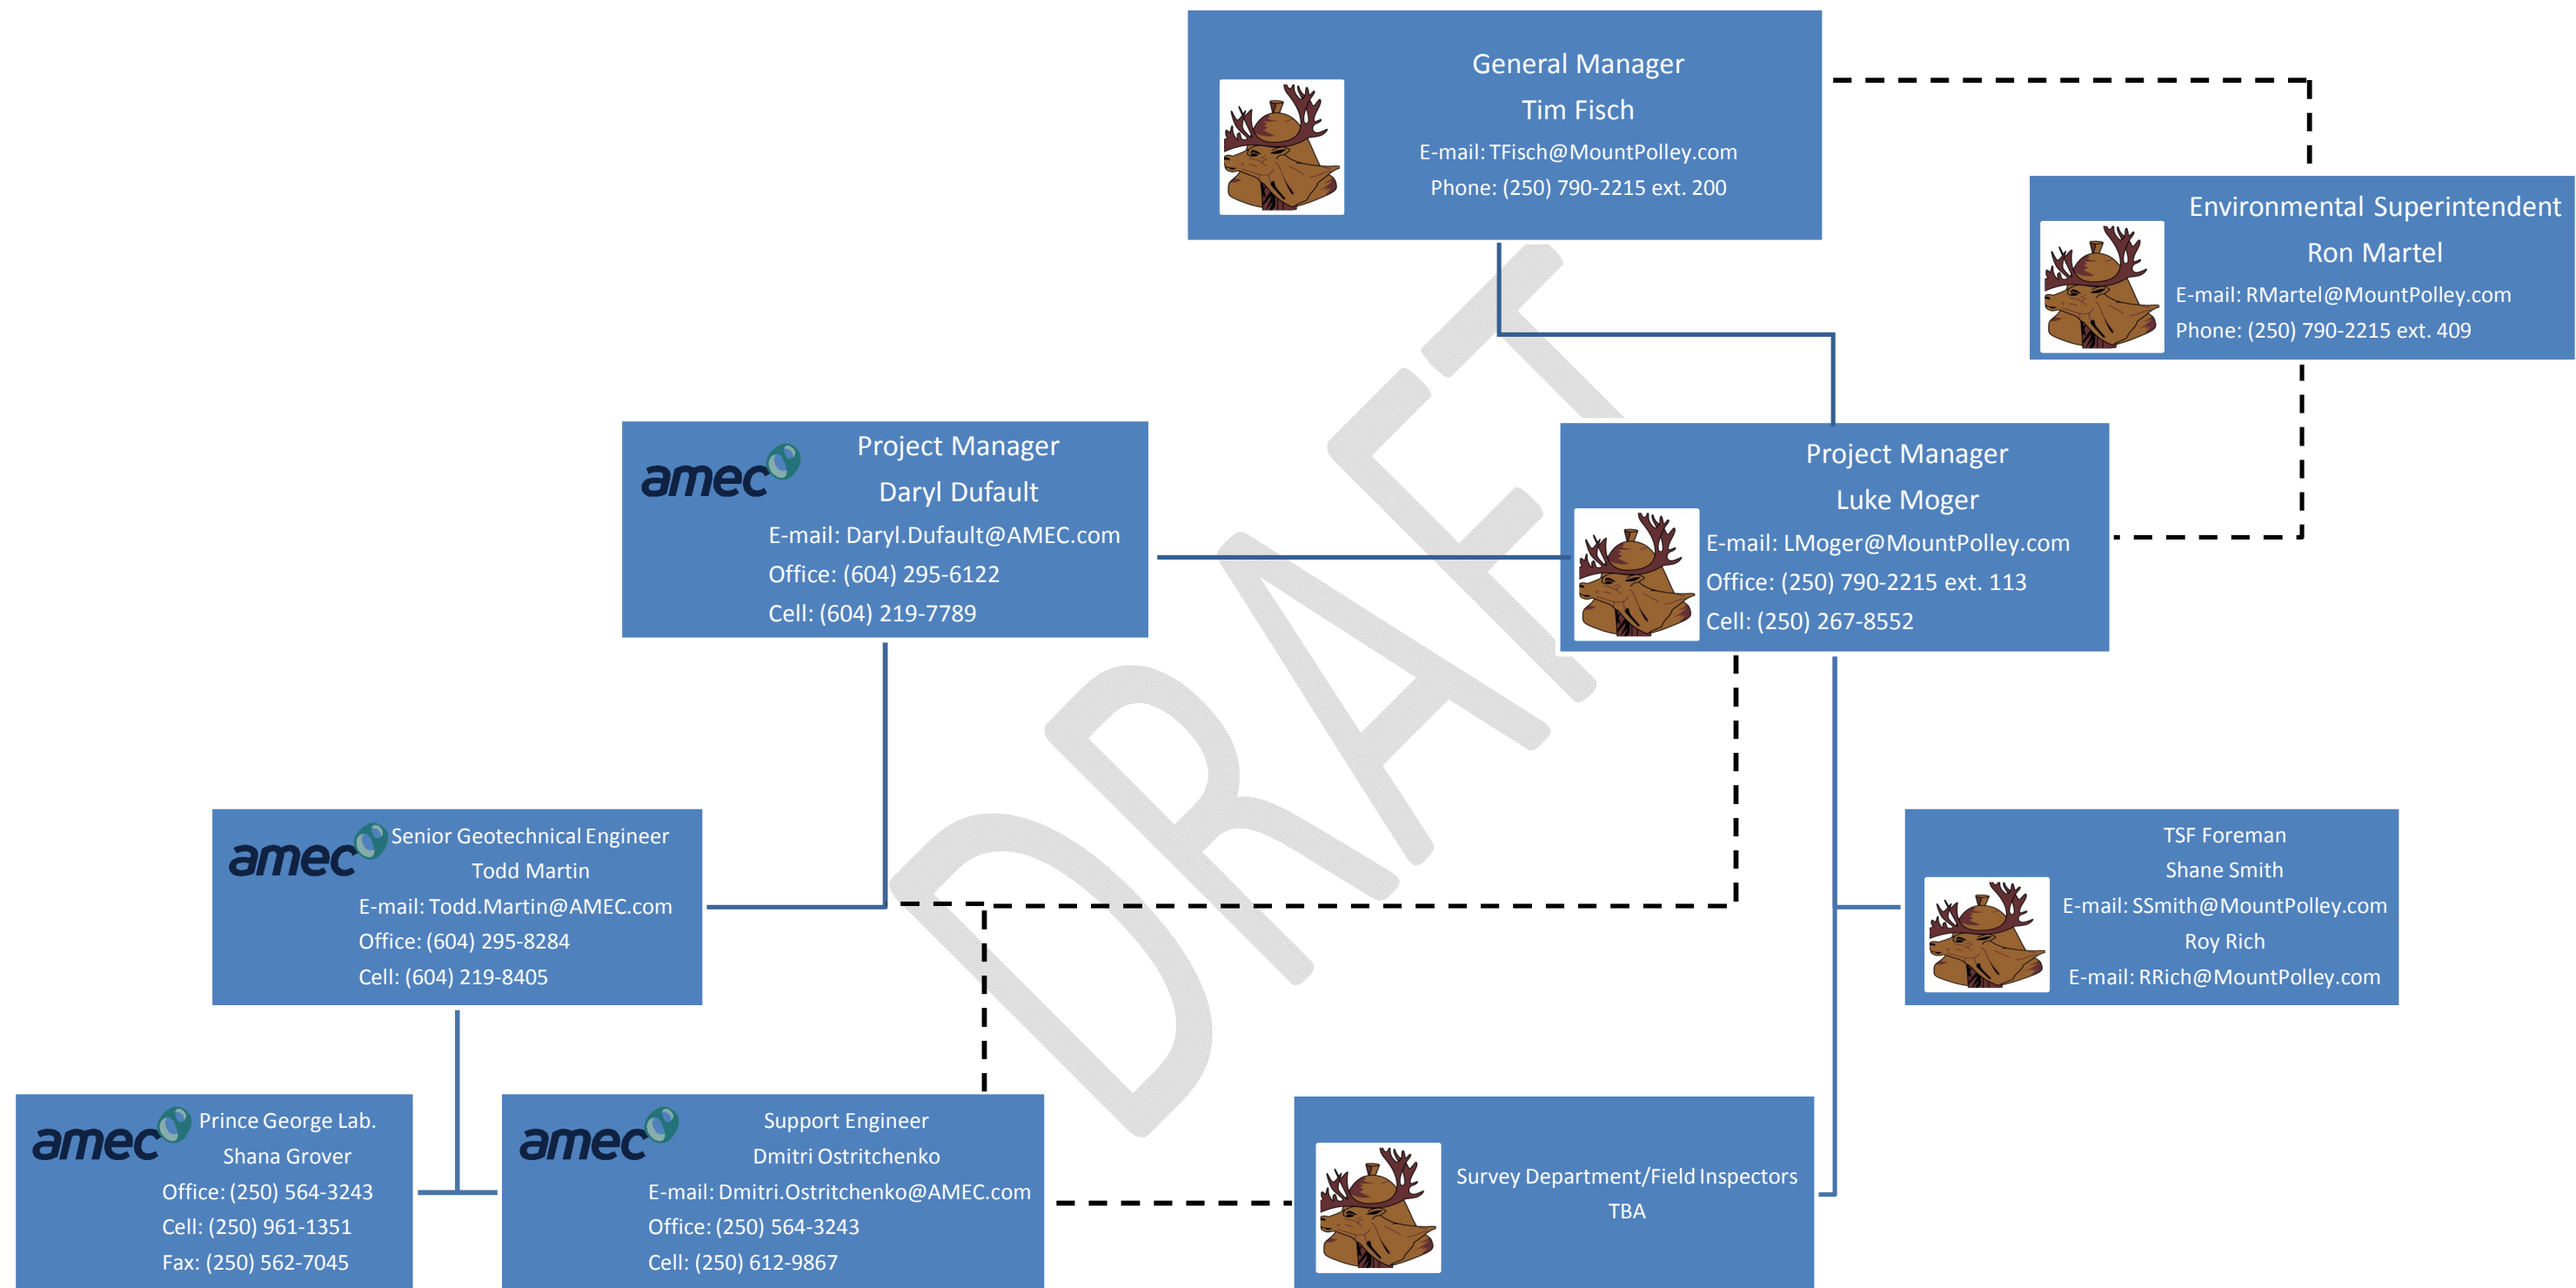 General Manager
Tim Fisch
E-mail: TFisch@MountPolley.com
Phone: (250) 790-2215 ext. 200
Environmental Superintendent
Ron Martel
E-mail: RMartel@MountPolley.com
Phone: (250) 790-2215 ext. 409
amec
Project Manager
Daryl Dufault
E-mail: Daryl.Dufault@AMEC.com
Office: (604) 295-6122
Cell: (604) 219-7789
Project Manager
Luke Moger
E-mail: LMoger@MountPolley.com
Office: (250) 790-2215 ext. 113
Cell: (250) 267-8552
DRAFT
amec
Senior Geotechnical Engineer
Todd Martin
E-mail: Todd.Martin@AMEC.com
Office: (604) 295-8284
Cell: (604) 219-8405
TSF Foreman
Shane Smith
E-mail: SSmith@MountPolley.com
Roy Rich
E-mail: RRich@MountPolley.com
amec
Prince George Lab.
Shana Grover
Office: (250) 564-3243
Cell: (250) 961-1351
Fax: (250) 562-7045
amec
Support Engineer
Dmitri Ostritchenko
E-mail: Dmitri.Ostritchenko@AMEC.com
Office: (250) 564-3243
Cell: (250) 612-9867
Survey Department/Field Inspectors
TBA